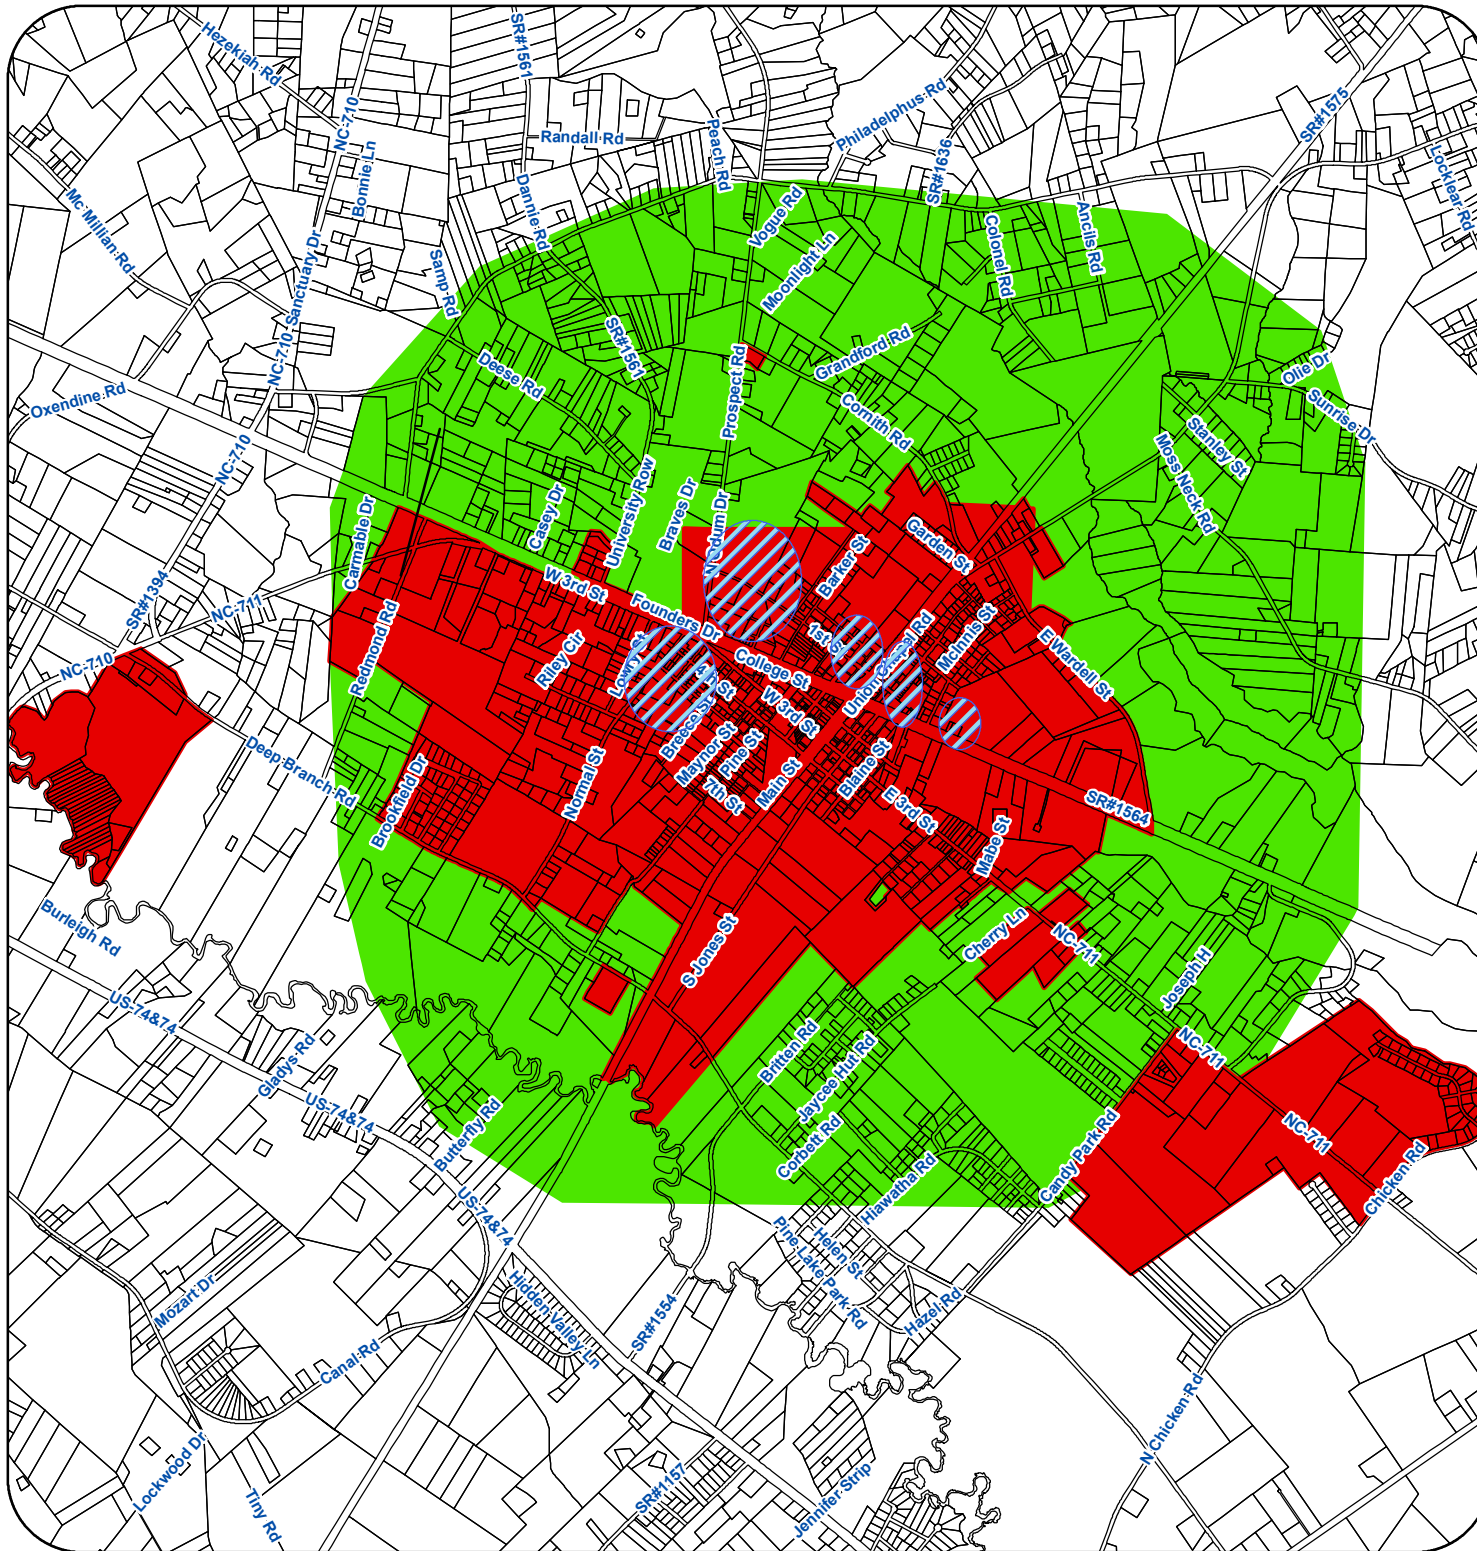 Hezekiah Rd
SR#1561
NC-710
Randall Rd
Peach Rd
Philadelphus Rd
SR#1636
SR#1575
Locklear Rd
Bonnie Ln
Mc Millian Rd
Dannie Rd
Vogue Rd
Moonlight Ln
Colonel Rd
Ancils Rd
Samp Rd
Sanctuary Dr
NC-710
SR#1561
Deese Rd
Prospect Rd
Grandford Rd
Olie Dr
Sunrise Dr
Oxendine Rd
Cornith Rd
Stanley St
Moss Neck Rd
NC-710
Carmable Dr
Casey Dr
University Row
Braves Dr
N Odum Dr
Barker St
Garden St
SR#1394
NC-711
W 3rd St
Founders Dr
1st St
Union Chapel Rd
McInnis St
E Wardell St
NC-710
Redmond Rd
Riley Cir
Lowry St
College St
W 3rd St
Breece St
Maynor St
Pine St
7th St
Main St
Blaine St
E 3rd St
Mabe St
SR#1564
Deep Branch Rd
Brookfield Dr
Normal St
Burleigh Rd
S Jones St
Cherry Ln
NC-711
Joseph H
US-74&74
Gladys Rd
US-74&74
Butterfly Rd
US-74&74
Britten Rd
Jaycee Hut Rd
Corbett Rd
Hiawatha Rd
Candy Park Rd
NC-711
NC-711
Chicken Rd
Mozart Dr
Canal Rd
Hidden Valley Ln
SR#1554
Pine Lake Park Rd
Helen St
Hazel Rd
N Chicken Rd
Lockwood Dr
Tiny Rd
SR#1157
Jennifer Strip